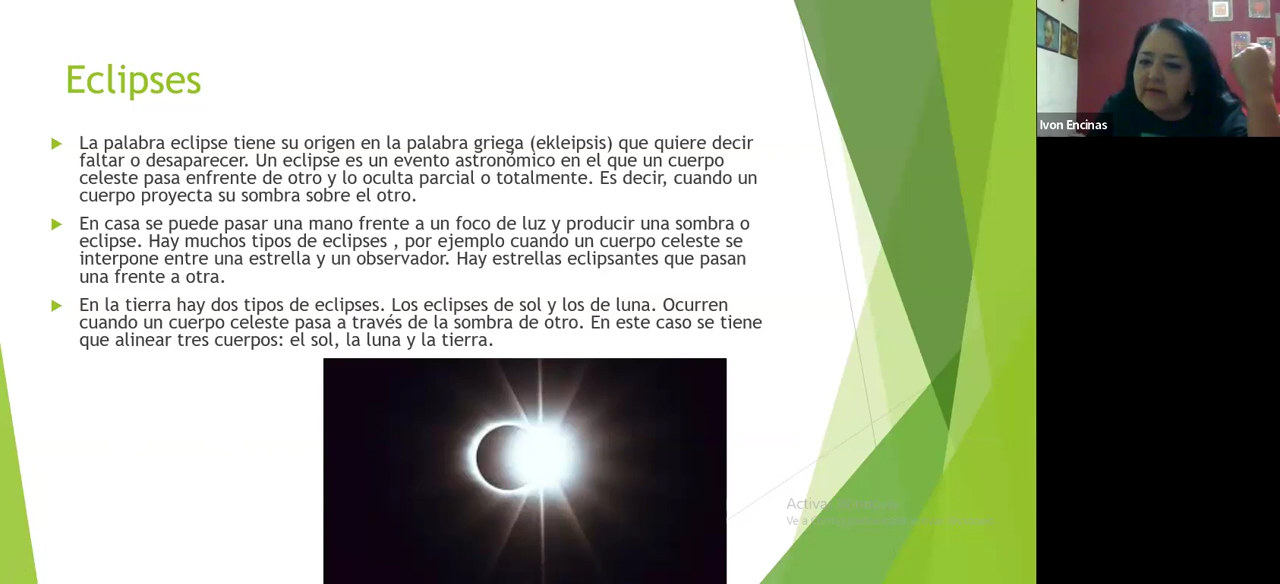 Eclipses
La palabra eclipse tiene su origen en la palabra griega (ekleipsis) que quiere decir
faltar o desaparecer. Un eclipse es un evento astronómico en el que un cuerpo
celeste pasa enfrente de otro y lo oculta parcial o totalmente. Es decir, cuando un
cuerpo proyecta su sombra sobre el otro.
En casa se puede pasar una mano frente a un foco de luz y producir una sombra o
eclipse. Hay muchos tipos de eclipses , por ejemplo cuando un cuerpo celeste se
interpone entre una estrella y un observador. Hay estrellas eclipsantes que pasan
una frente a otra.
En la tierra hay dos tipos de eclipses. Los eclipses de sol y los de luna. Ocurren
cuando un cuerpo celeste pasa a través de la sombra de otro. En este caso se tiene
que alinear tres cuerpos: el sol, la luna y la tierra.
Ivon Encinas